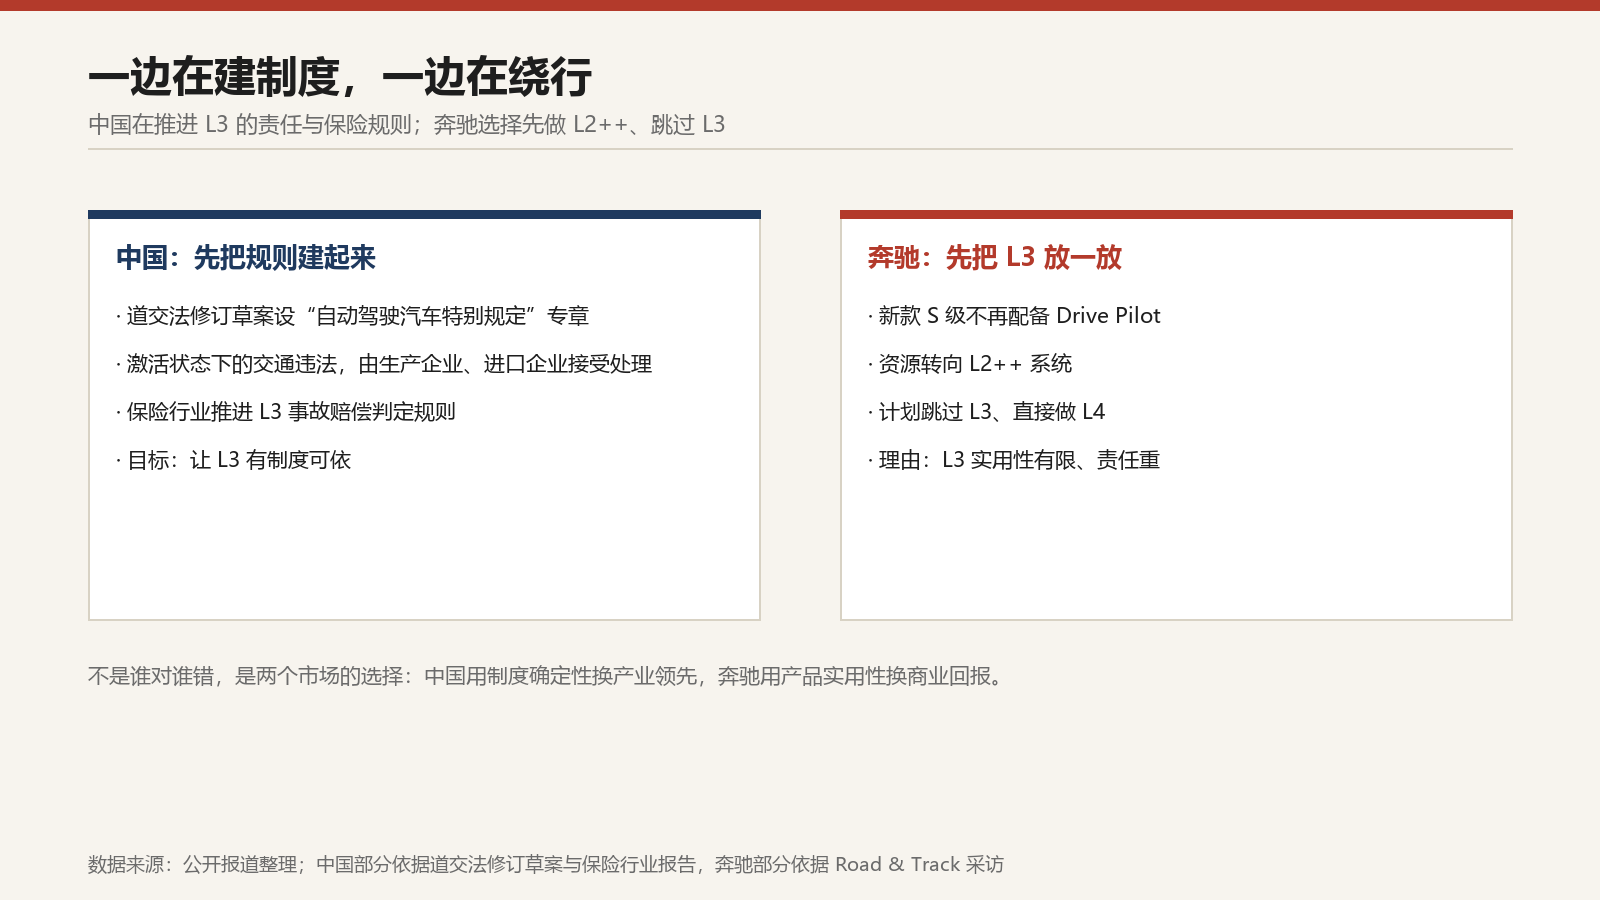 一边在建制度，一边在绕行
中国在推进 L3 的责任与保险规则；奔驰选择先做 L2++、跳过 L3
中国：先把规则建起来
· 道交法修订草案设“自动驾驶汽车特别规定”专章
· 激活状态下的交通违法，由生产企业、进口企业接受处理
· 保险行业推进 L3 事故赔偿判定规则
· 目标：让 L3 有制度可依
奔驰：先把 L3 放一放
· 新款 S 级不再配备 Drive Pilot
· 资源转向 L2++ 系统
· 计划跳过 L3、直接做 L4
· 理由：L3 实用性有限、责任重
不是谁对谁错，是两个市场的选择：中国用制度确定性换产业领先，奔驰用产品实用性换商业回报。
数据来源：公开报道整理；中国部分依据道交法修订草案与保险行业报告，奔驰部分依据 Road & Track 采访